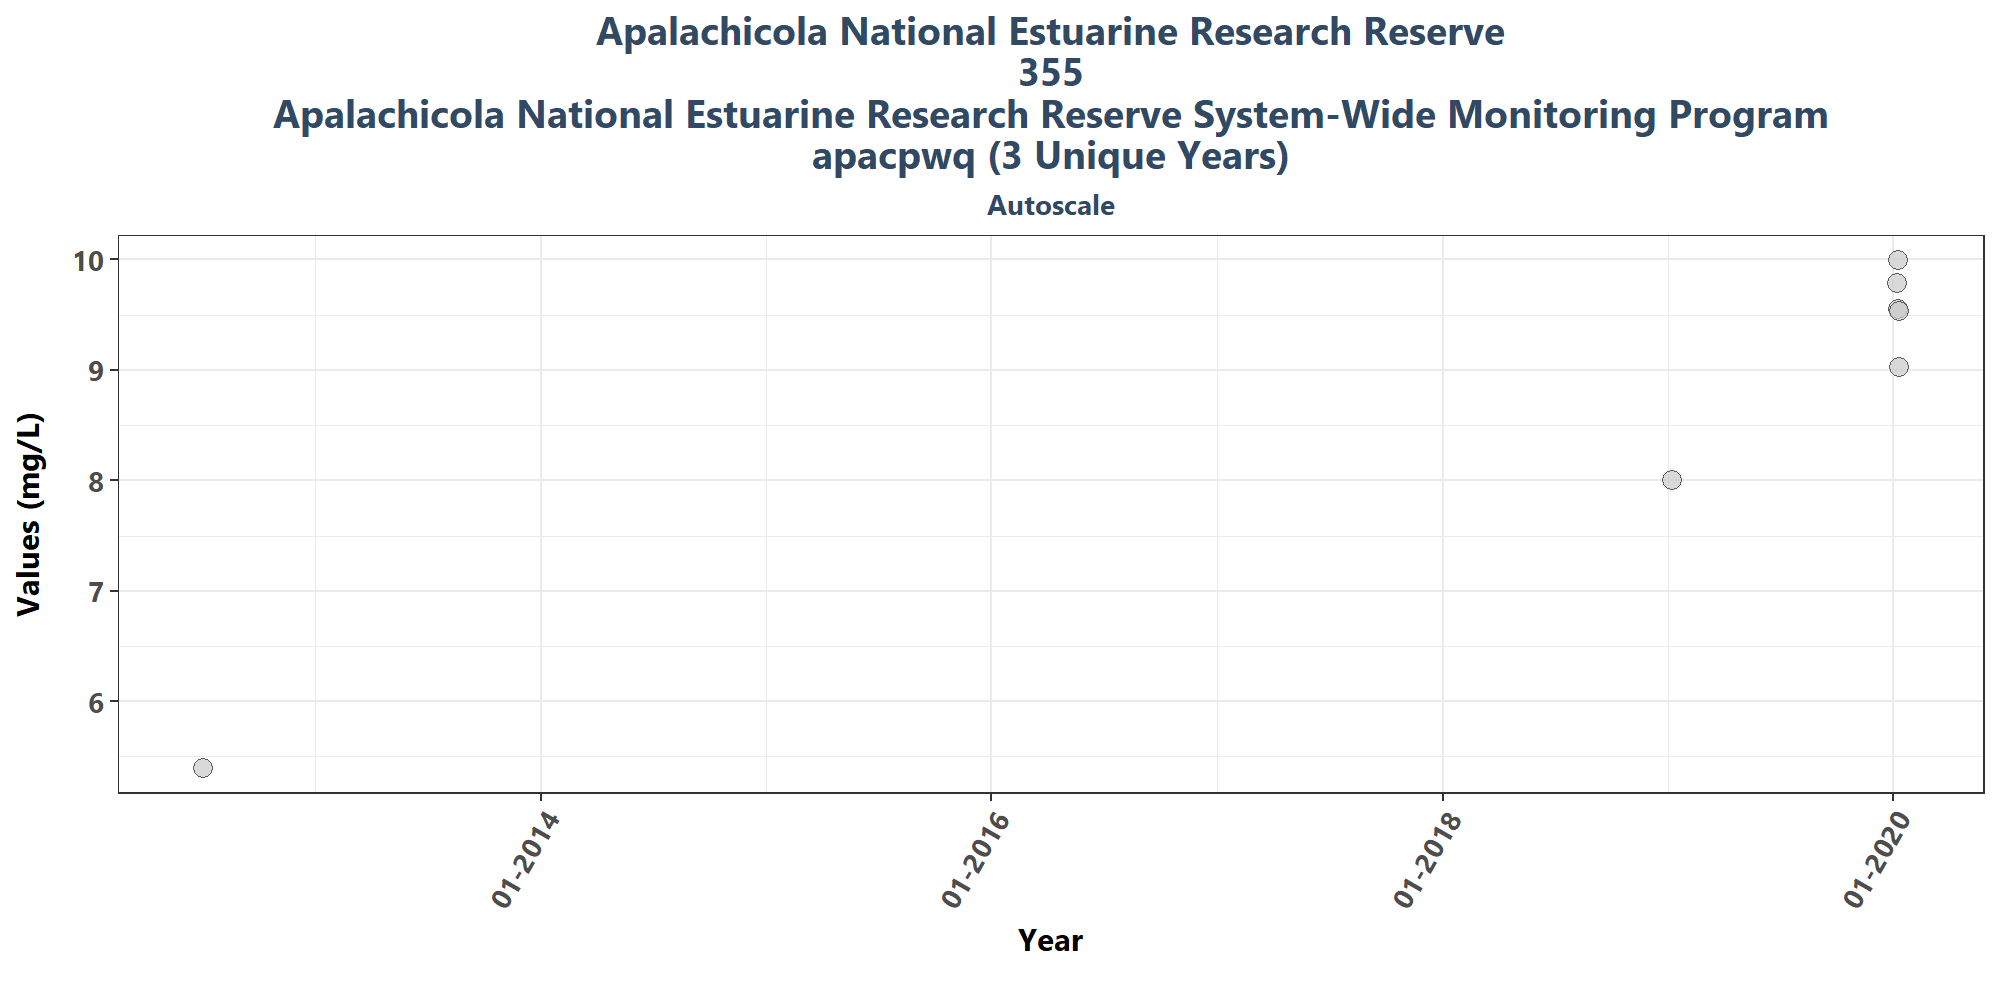 Apalachicola National Estuarine Research Reserve
355
Apalachicola National Estuarine Research Reserve System-Wide Monitoring Program
apacpwq (3 Unique Years)
Autoscale
Values (mg/L)
10
9
8
7
6
01-2014
01-2016
01-2018
01-2020
Year